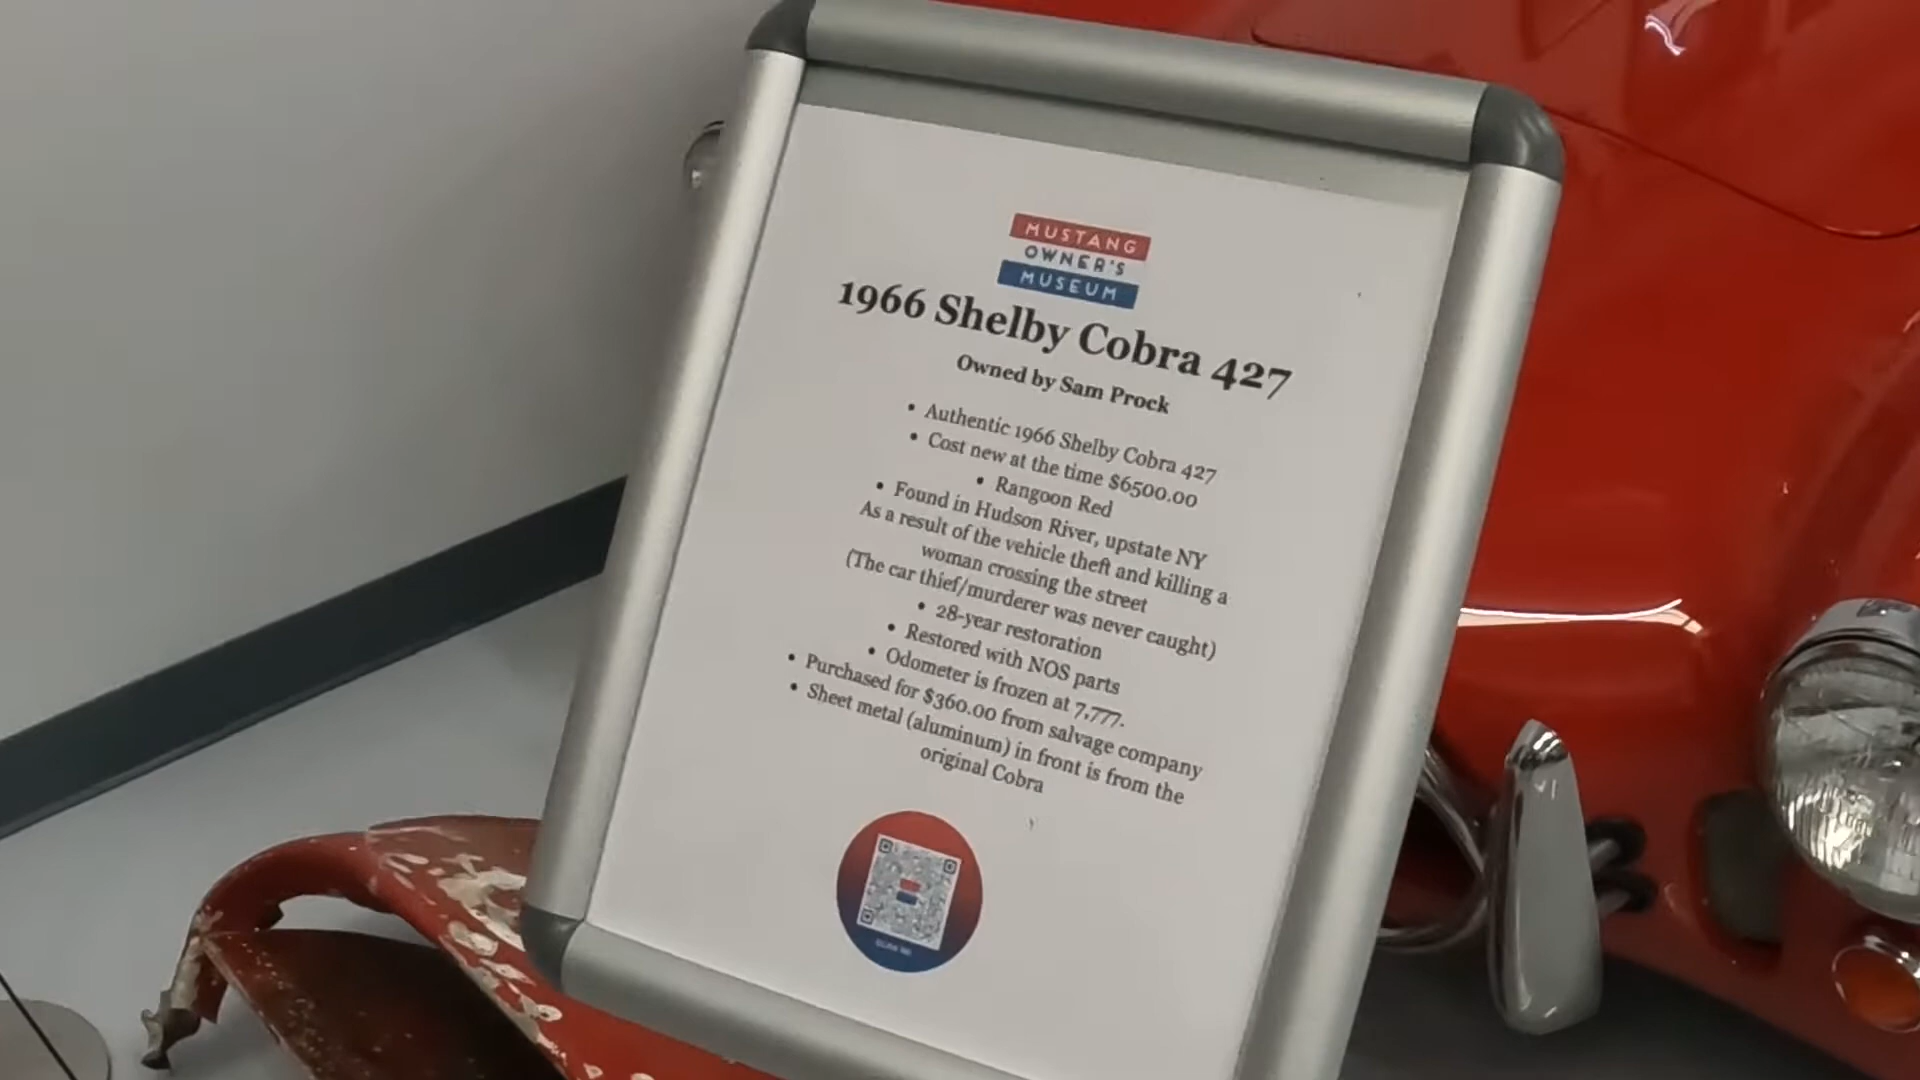 MUSTANG
OWNER'S
MUSEUM
1966 Shelby Cobra 427
Owned by Sam Prock
• Authentic 1966 Shelby Cobra 427
• Cost new at the time $6500.00
• Rangoon Red
• Found in Hudson River, upstate NY
As a result of the vehicle theft and killing a
woman crossing the street
(The car thief/murderer was never caught)
• 28-year restoration
• Restored with NOS parts
• Odometer is frozen at 7,777.
• Purchased for $360.00 from salvage company
• Sheet metal (aluminum) in front is from the
original Cobra